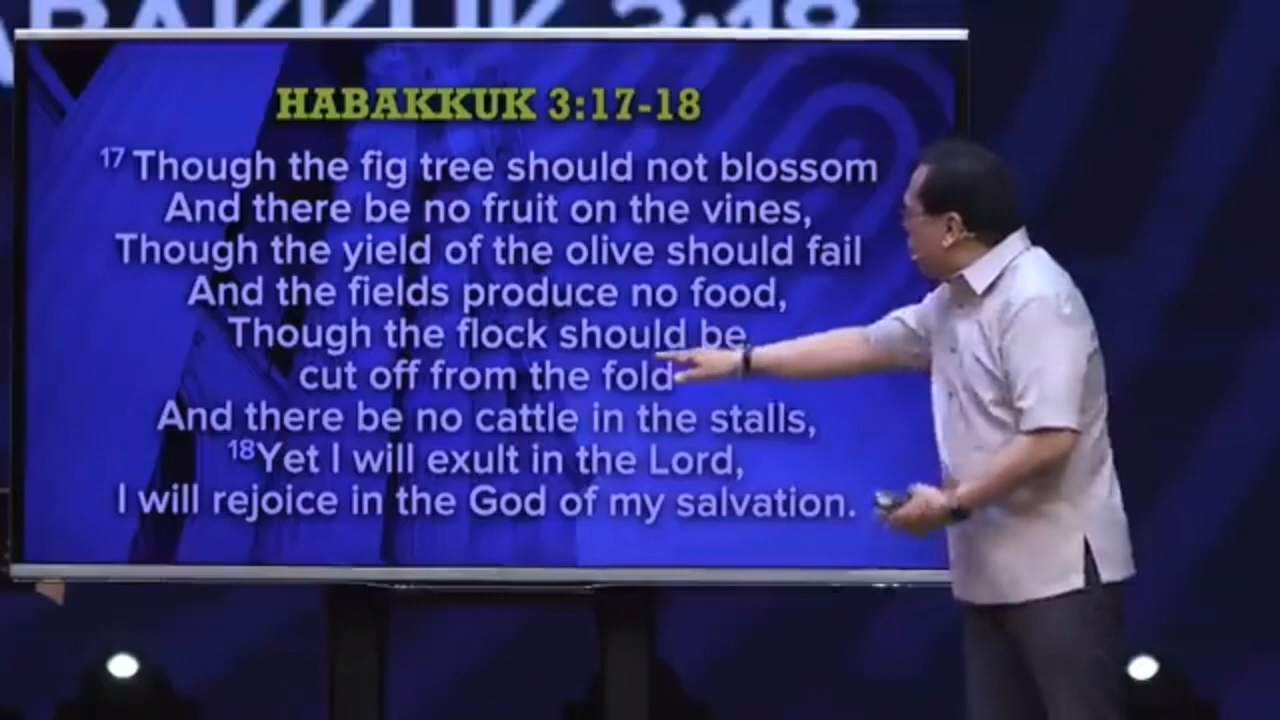 ABAKKUK 3:18
HABAKKUK 3:17-18
17 Though the fig tree should not blossom
And there be no fruit on the vines,
Though the yield of the olive should fail
And the fields produce no food,
Though the flock should be
cut off from the fold
And there be no cattle in the stalls,
18Yet I will exult in the Lord,
I will rejoice in the God of my salvation.